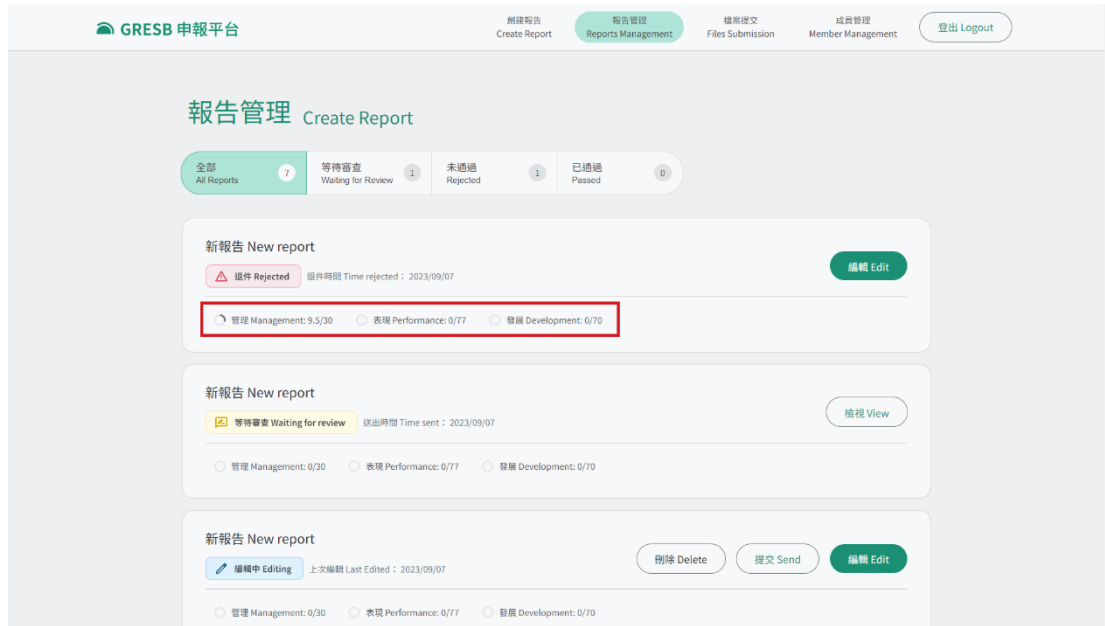 GRESB 申報平台
創建報告
Create Report
報告管理
Reports Management
檔案提交
Files Submission
成員管理
Member Management
登出 Logout
報告管理 Create Report
全部
All Reports
7
等待審查
Waiting for Review
1
未通過
Rejected
1
已通過
Passed
0
新報告 New report
退件 Rejected 退件時間 Time rejected： 2023/09/07
編輯 Edit
管理 Management: 9.5/30 表現 Performance: 0/77 發展 Development: 0/70
新報告 New report
等待審查 Waiting for review 送出時間 Time sent： 2023/09/07
檢視 View
管理 Management: 0/30 表現 Performance: 0/77 發展 Development: 0/70
新報告 New report
編輯中 Editing 上次編輯 Last Edited： 2023/09/07
刪除 Delete 提交 Send 編輯 Edit
管理 Management: 0/30 表現 Performance: 0/77 發展 Development: 0/70